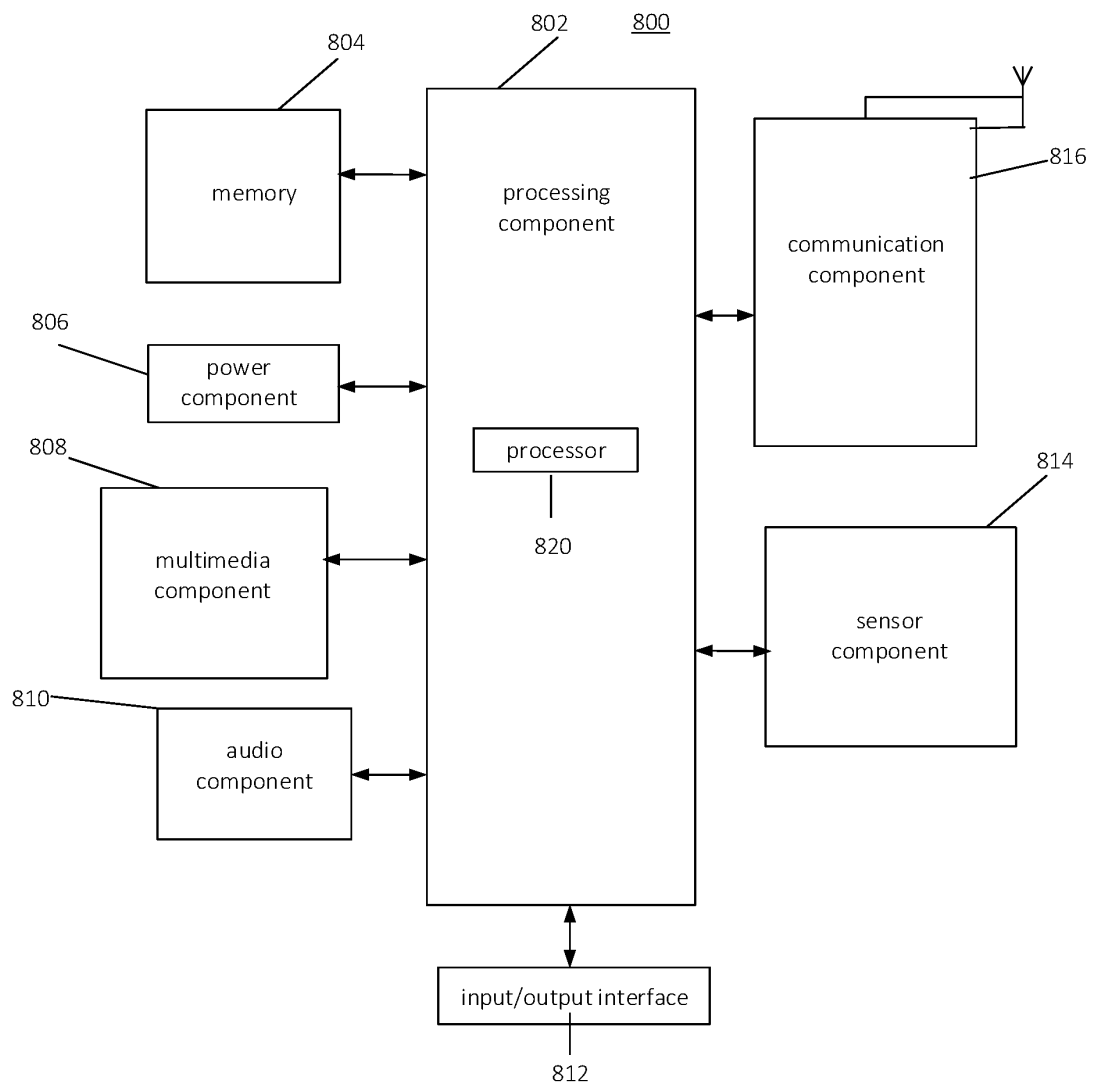 802
800
804
memory
processing
component
816
communication
component
806
power
component
808
processor
820
multimedia
component
814
sensor
component
810
audio
component
input/output interface
812